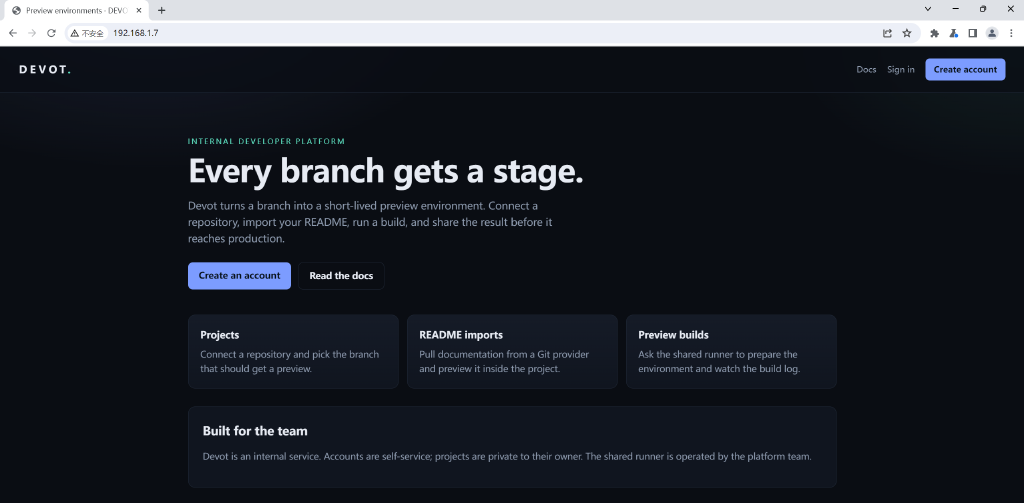 Preview environments · DEVO
不安全
192.168.1.7
DEVOT.
Docs
Sign in
Create account
INTERNAL DEVELOPER PLATFORM
Every branch gets a stage.
Devot turns a branch into a short-lived preview environment. Connect a
repository, import your README, run a build, and share the result before it
reaches production.
Create an account
Read the docs
Projects
Connect a repository and pick the branch
that should get a preview.
README imports
Pull documentation from a Git provider
and preview it inside the project.
Preview builds
Ask the shared runner to prepare the
environment and watch the build log.
Built for the team
Devot is an internal service. Accounts are self-service; projects are private to their owner. The shared runner is operated by the platform team.